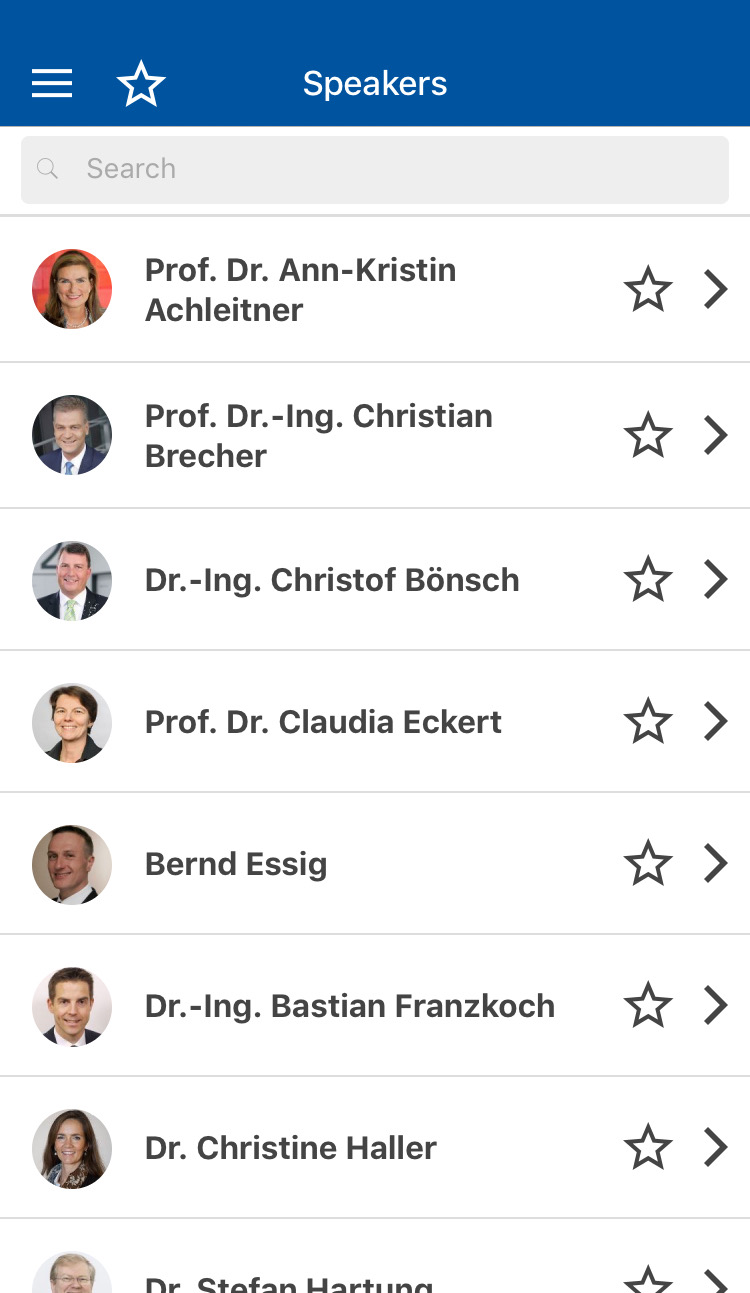 Speakers
Search
Prof. Dr. Ann-Kristin
Achleitner
Prof. Dr.-Ing. Christian
Brecher
Dr.-Ing. Christof Bönsch
Prof. Dr. Claudia Eckert
Bernd Essig
Dr.-Ing. Bastian Franzkoch
Dr. Christine Haller
Dr. Stefan Hartung